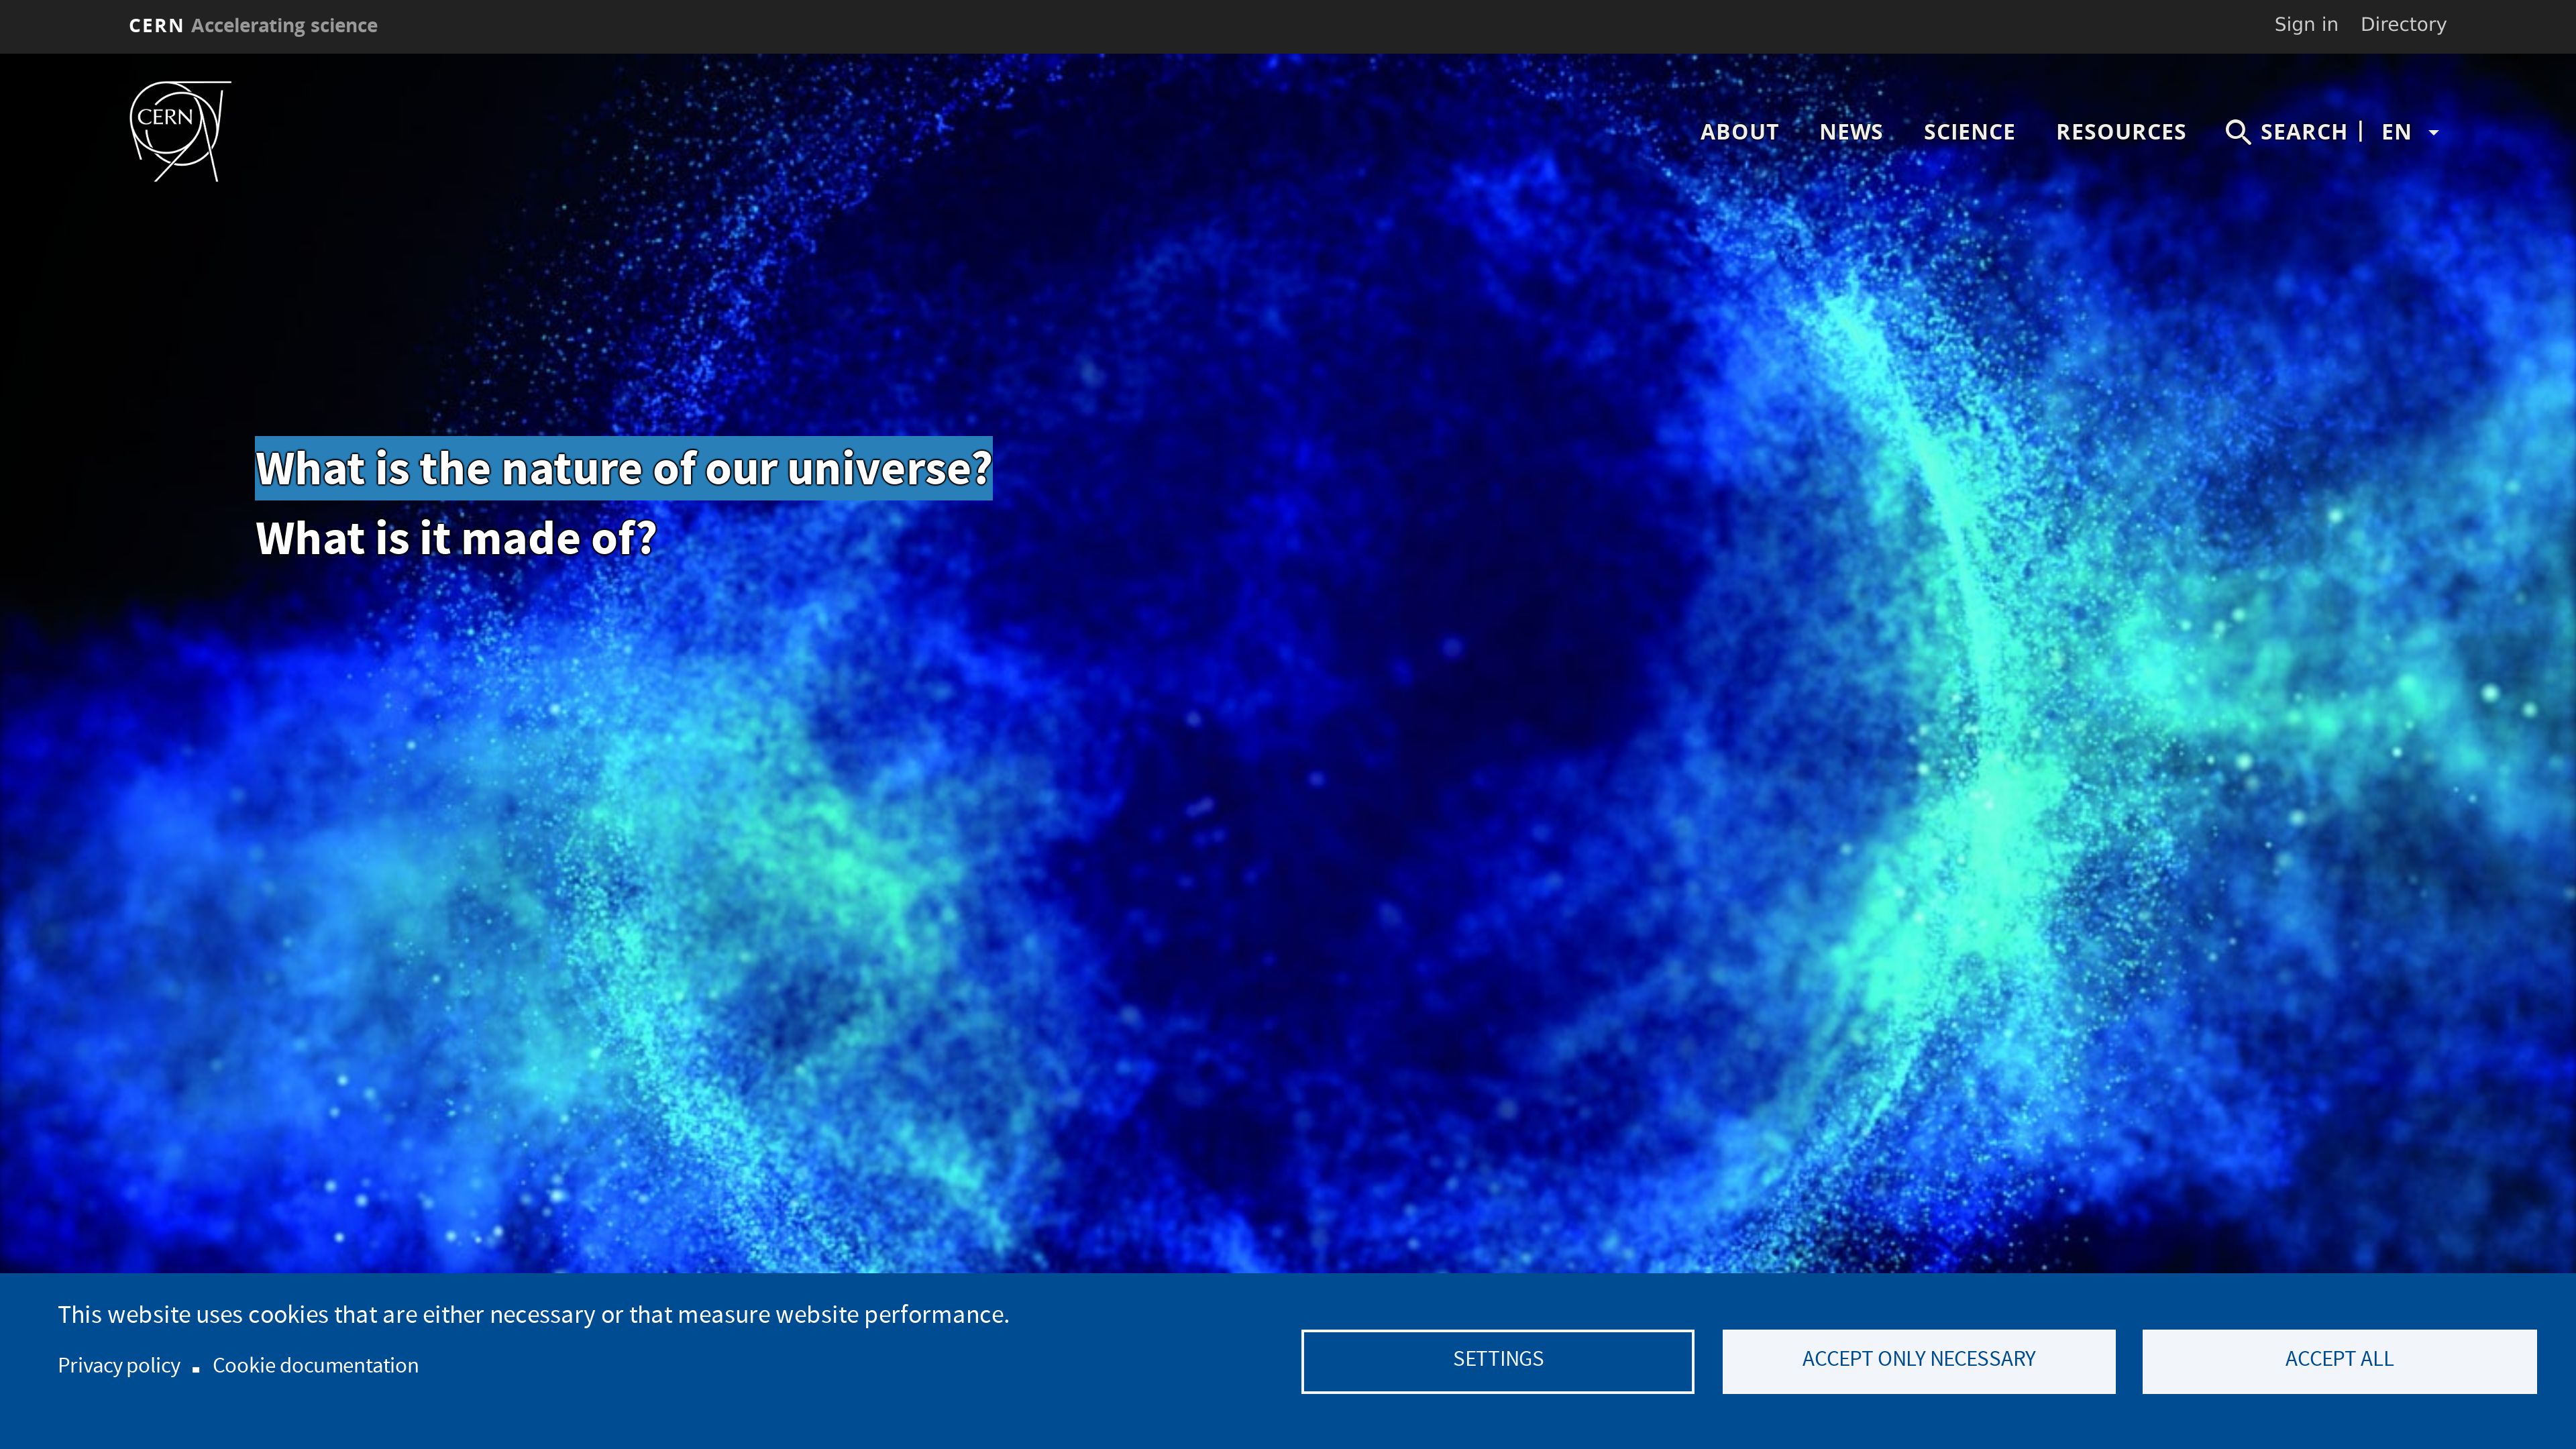 CERN Accelerating science
Sign in Directory
CERN
ABOUT NEWS SCIENCE RESOURCES SEARCH | EN
What is the nature of our universe?
What is it made of?
This website uses cookies that are either necessary or that measure website performance.
Privacy policy ▪ Cookie documentation
SETTINGS
ACCEPT ONLY NECESSARY
ACCEPT ALL